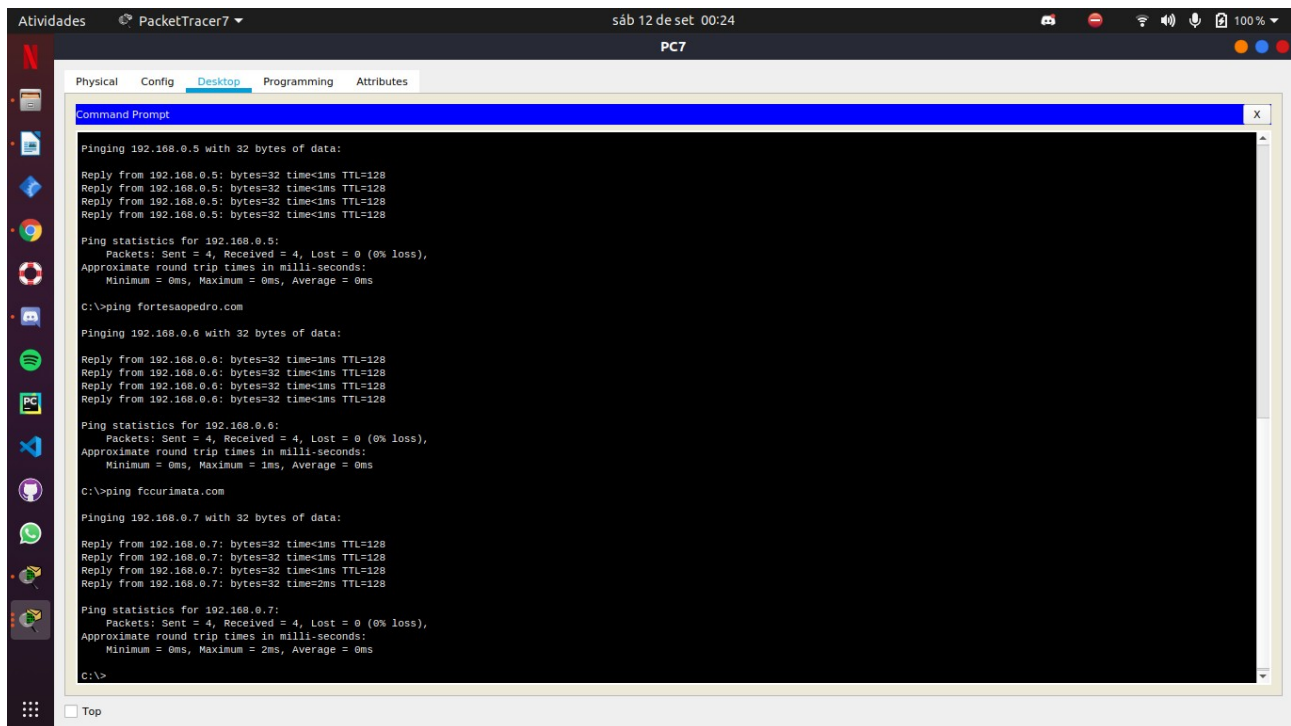 Atividades PacketTracer7 sáb 12 de set 00:24 100 %
PC7
Physical Config Desktop Programming Attributes
Command Prompt X
Pinging 192.168.0.5 with 32 bytes of data:
Reply from 192.168.0.5: bytes=32 time<1ms TTL=128
Reply from 192.168.0.5: bytes=32 time<1ms TTL=128
Reply from 192.168.0.5: bytes=32 time<1ms TTL=128
Reply from 192.168.0.5: bytes=32 time<1ms TTL=128
Ping statistics for 192.168.0.5:
Packets: Sent = 4, Received = 4, Lost = 0 (0% loss),
Approximate round trip times in milli-seconds:
Minimum = 0ms, Maximum = 0ms, Average = 0ms
C:\>ping fortesaopedro.com
Pinging 192.168.0.6 with 32 bytes of data:
Reply from 192.168.0.6: bytes=32 time=1ms TTL=128
Reply from 192.168.0.6: bytes=32 time<1ms TTL=128
Reply from 192.168.0.6: bytes=32 time<1ms TTL=128
Reply from 192.168.0.6: bytes=32 time<1ms TTL=128
Ping statistics for 192.168.0.6:
Packets: Sent = 4, Received = 4, Lost = 0 (0% loss),
Approximate round trip times in milli-seconds:
Minimum = 0ms, Maximum = 1ms, Average = 0ms
C:\>ping fccurimata.com
Pinging 192.168.0.7 with 32 bytes of data:
Reply from 192.168.0.7: bytes=32 time<1ms TTL=128
Reply from 192.168.0.7: bytes=32 time<1ms TTL=128
Reply from 192.168.0.7: bytes=32 time<1ms TTL=128
Reply from 192.168.0.7: bytes=32 time=2ms TTL=128
Ping statistics for 192.168.0.7:
Packets: Sent = 4, Received = 4, Lost = 0 (0% loss),
Approximate round trip times in milli-seconds:
Minimum = 0ms, Maximum = 2ms, Average = 0ms
C:\>
Top